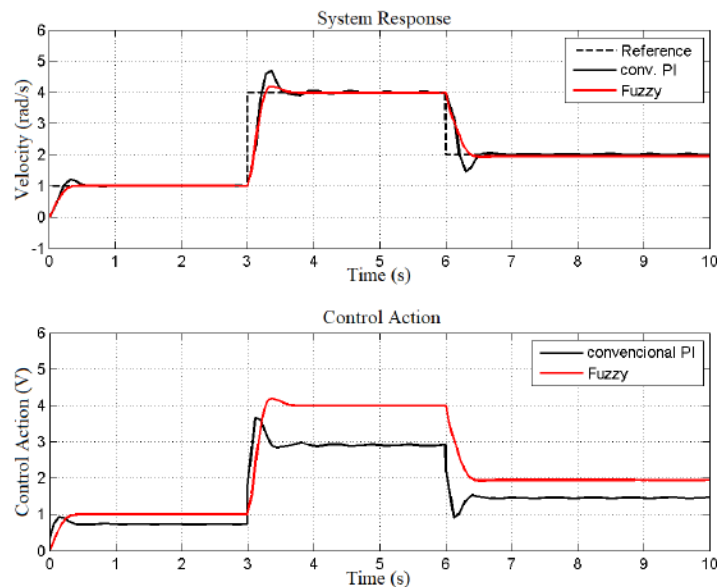 System Response
6
5
4
3
2
1
0
-1
Velocity (rad/s)
Reference
conv. PI
Fuzzy
0 1 2 3 4 5 6 7 8 9 10
Time (s)
Control Action
6
5
4
3
2
1
0
Control Action (V)
convencional PI
Fuzzy
0 1 2 3 4 5 6 7 8 9 10
Time (s)